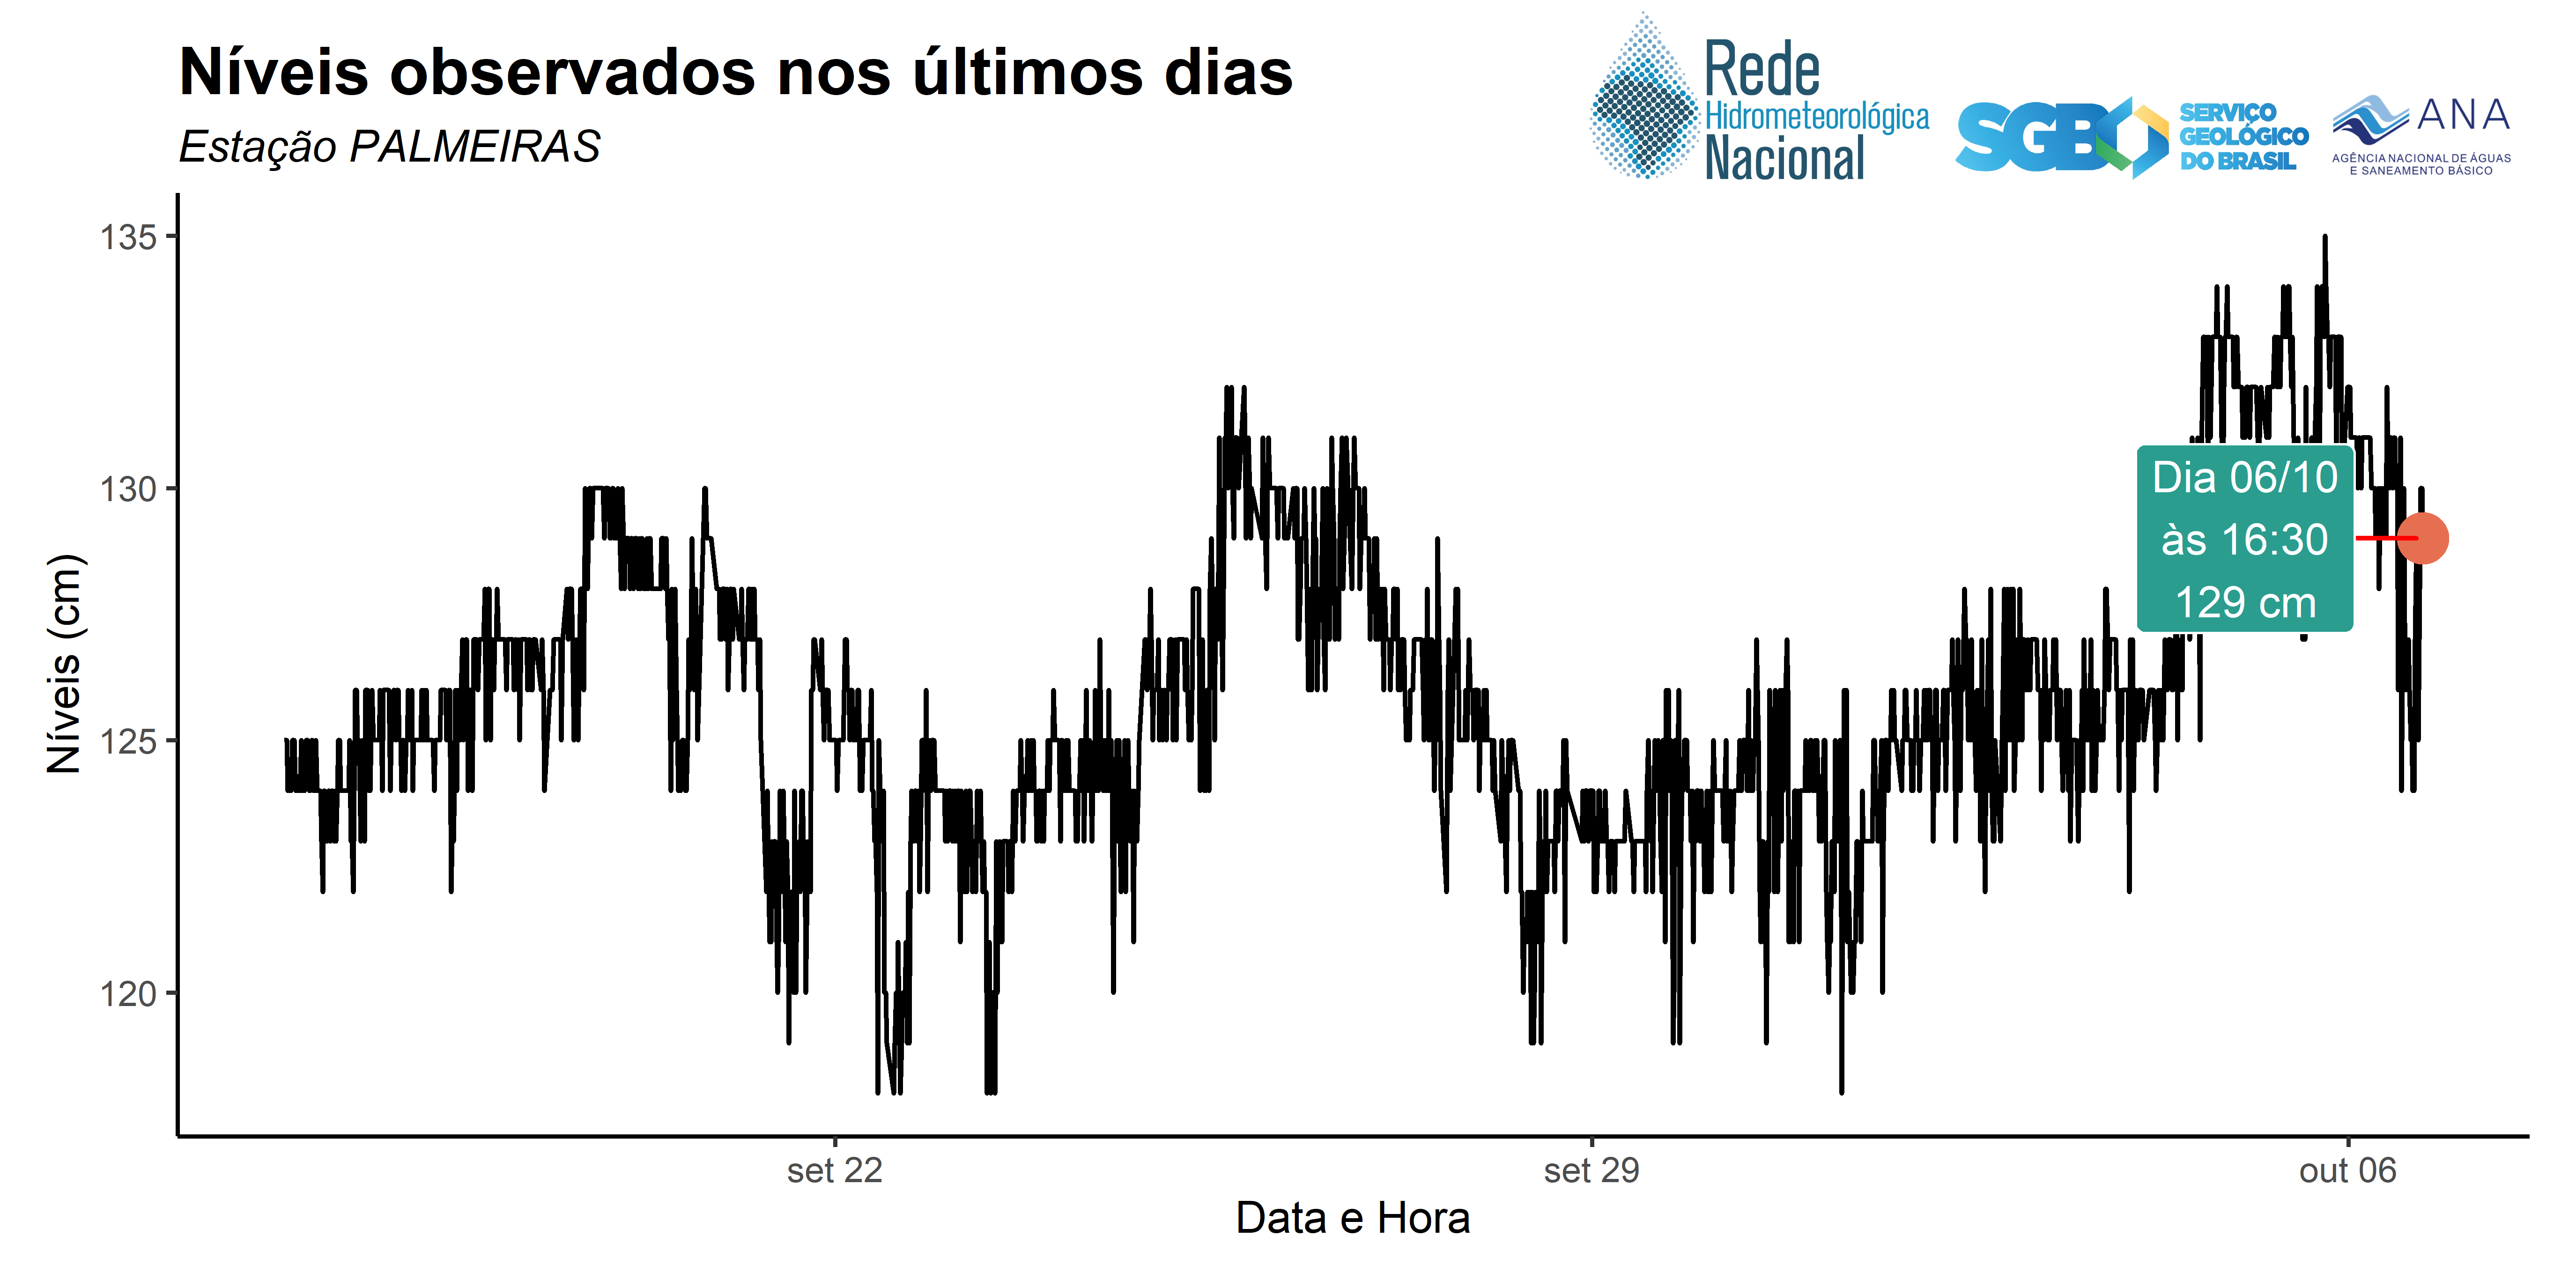 Níveis observados nos últimos dias
Estação PALMEIRAS
Rede
Hidrometeorológica
Nacional
SGB
SERVIÇO
GEOLÓGICO
DO BRASIL
ANA
AGÊNCIA NACIONAL DE ÁGUAS
E SANEAMENTO BÁSICO
Níveis (cm)
135
130
125
120
Dia 06/10
às 16:30
129 cm
set 22
set 29
out 06
Data e Hora